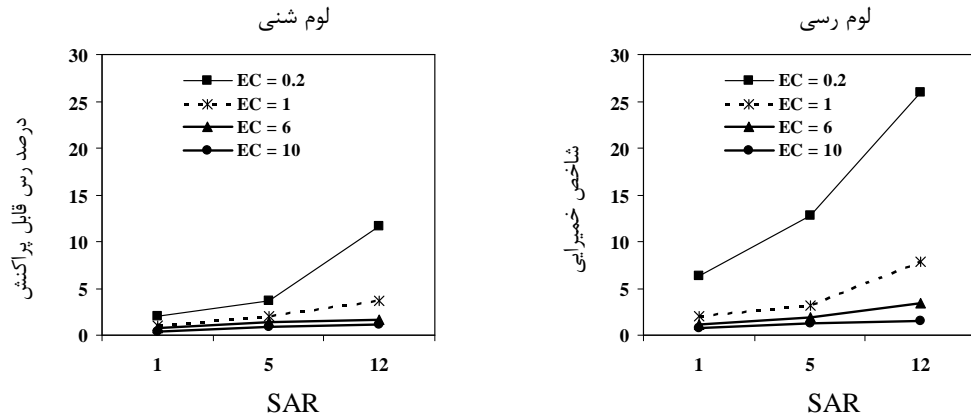 لوم شنی
درصد رس قابل پراکنش
30
25
20
15
10
5
0
EC = 0.2
EC = 1
EC = 6
EC = 10
1 5 12
SAR
لوم رسی
شاخص خمیرایی
30
25
20
15
10
5
0
EC = 0.2
EC = 1
EC = 6
EC = 10
1 5 12
SAR